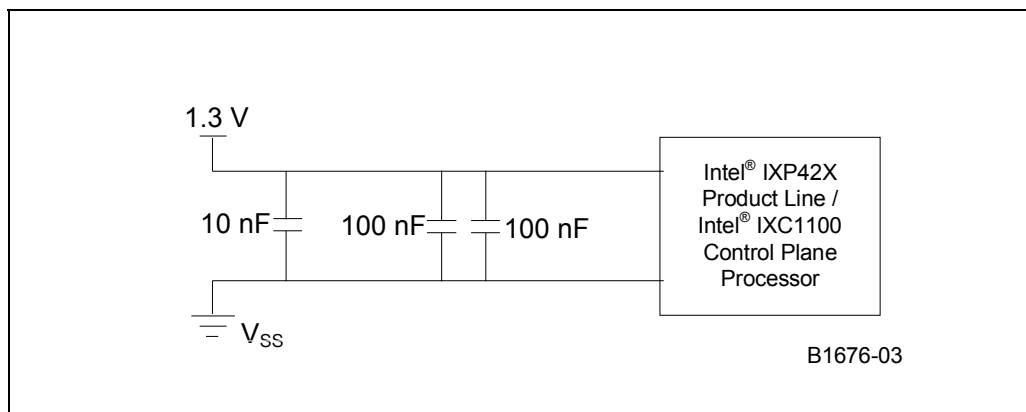 1.3 V
10 nF
100 nF
100 nF
V_SS
Intel® IXP42X
Product Line /
Intel® IXC1100
Control Plane
Processor
B1676-03